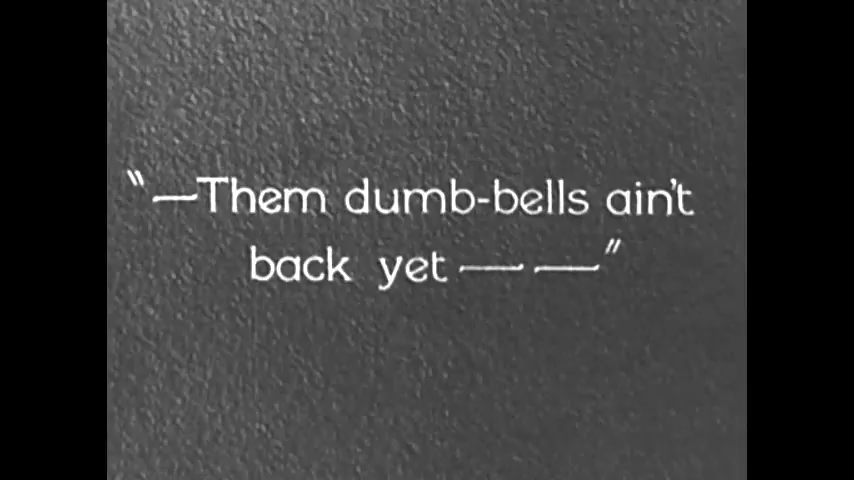 "—Them dumb-bells ain't
back yet — —"